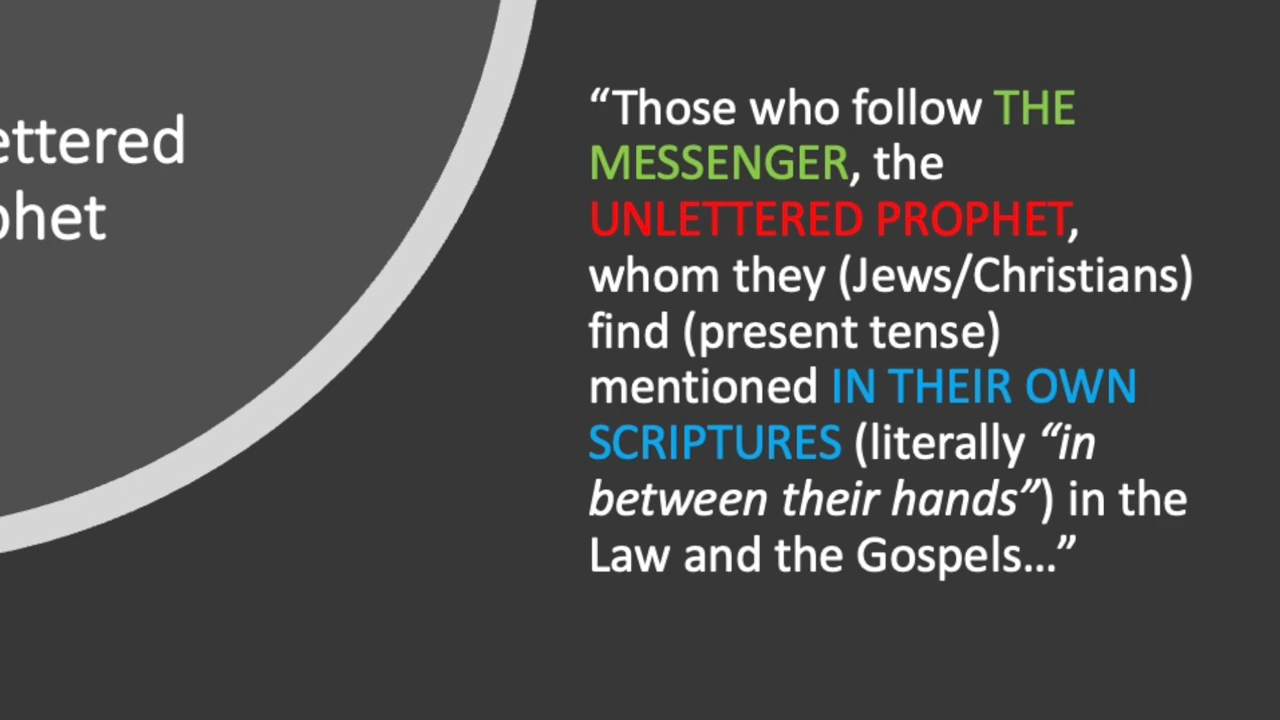 ettered
phet
“Those who follow THE
MESSENGER, the
UNLETTERED PROPHET,
whom they (Jews/Christians)
find (present tense)
mentioned IN THEIR OWN
SCRIPTURES (literally “in
between their hands”) in the
Law and the Gospels...”